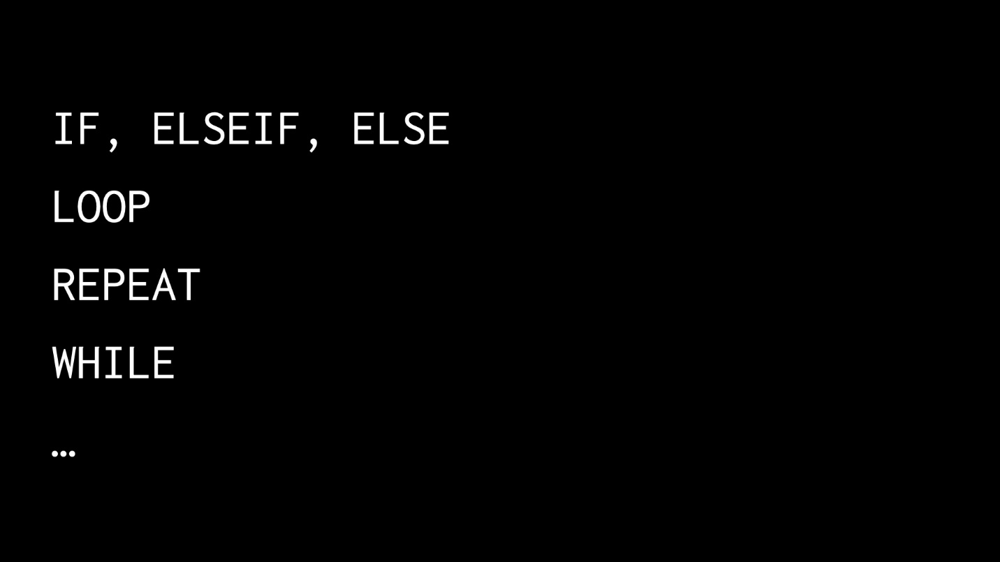 IF, ELSEIF, ELSE
LOOP
REPEAT
WHILE
…